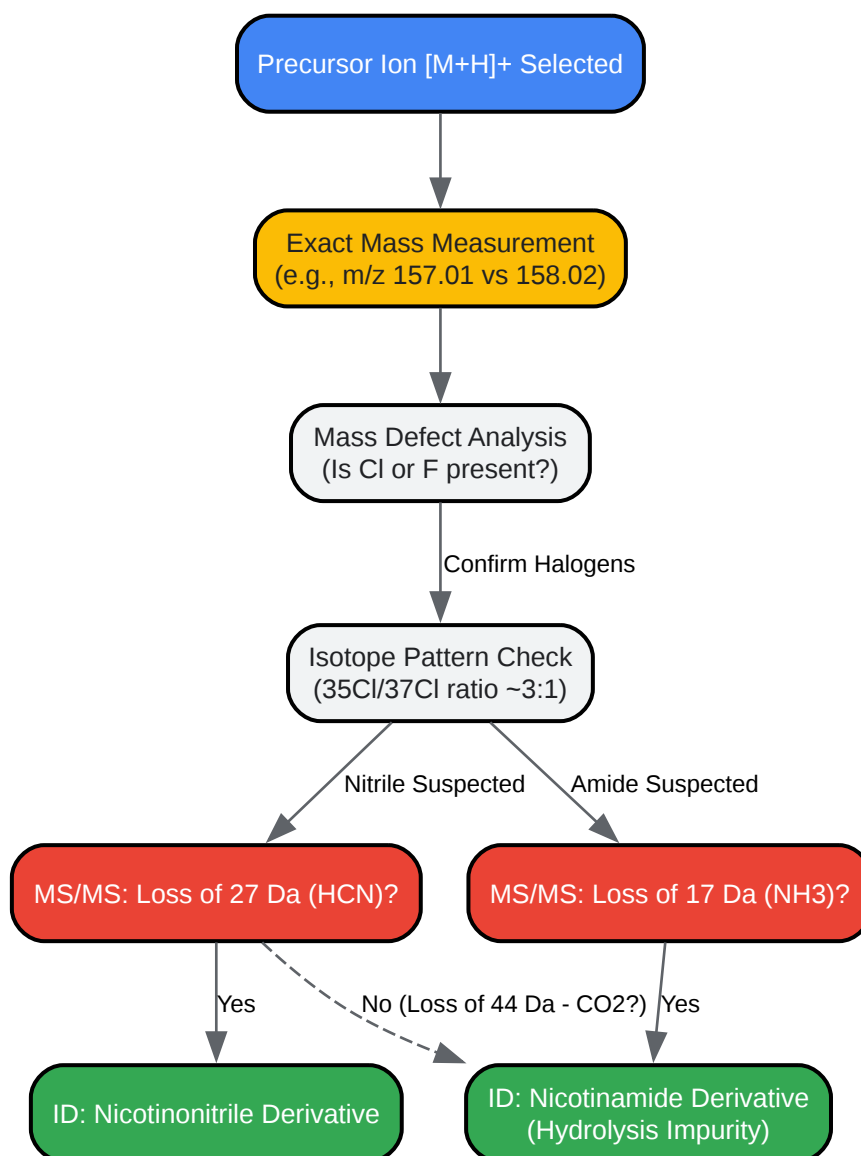 Precursor Ion [M+H]+ Selected
Exact Mass Measurement
(e.g., m/z 157.01 vs 158.02)
Mass Defect Analysis
(Is Cl or F present?)
Confirm Halogens
Isotope Pattern Check
(35Cl/37Cl ratio ~3:1)
Nitrile Suspected
Amide Suspected
MS/MS: Loss of 27 Da (HCN)?
MS/MS: Loss of 17 Da (NH3)?
Yes
No (Loss of 44 Da - CO2?)
Yes
ID: Nicotinonitrile Derivative
ID: Nicotinamide Derivative
(Hydrolysis Impurity)